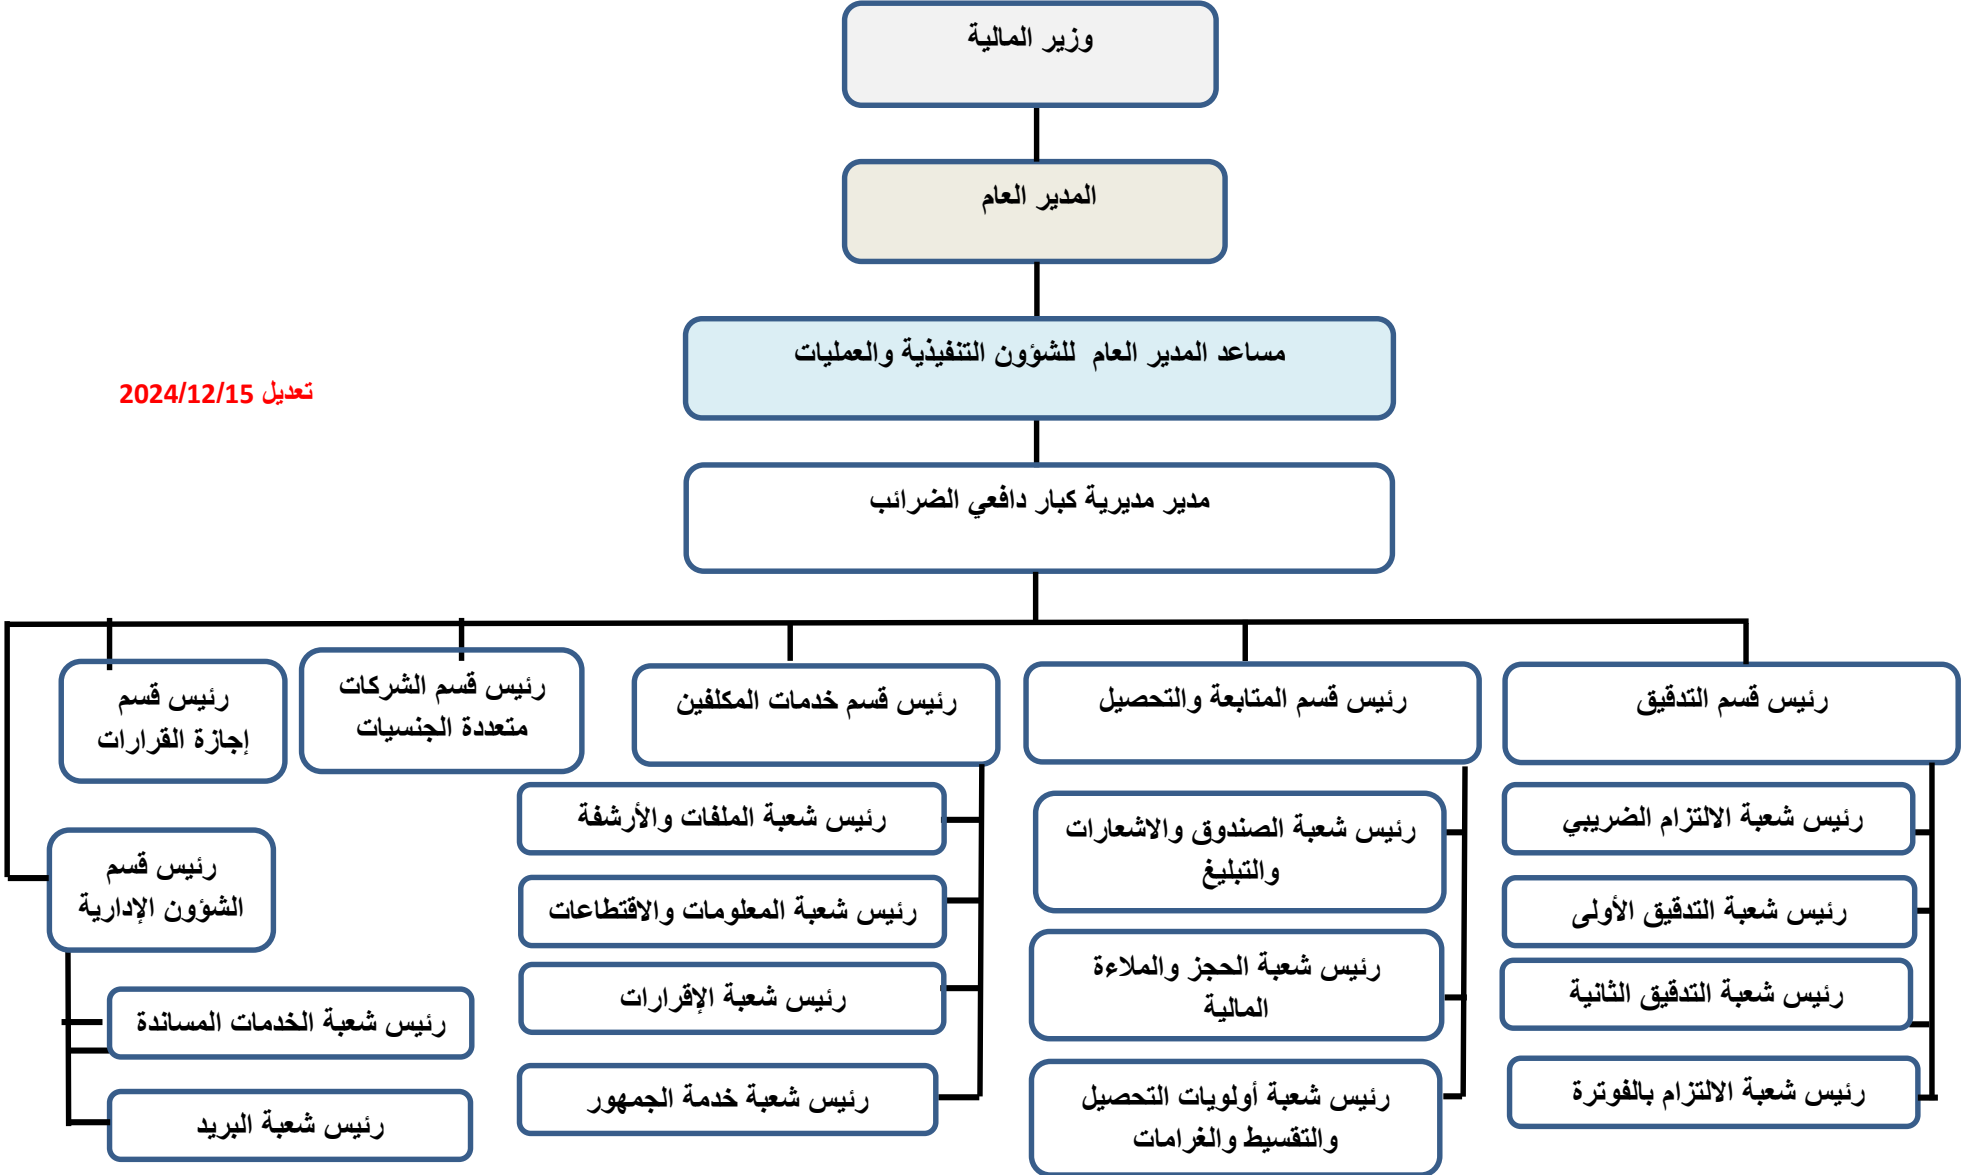 وزير المالية
المدير العام
مساعد المدير العام للشؤون التنفيذية والعمليات
تعديل 2024/12/15
مدير مديرية كبار دافعي الضرائب
رئيس قسم التدقيق
رئيس شعبة الالتزام الضريبي
رئيس شعبة التدقيق الأولى
رئيس شعبة التدقيق الثانية
رئيس شعبة الالتزام بالفوترة
رئيس قسم المتابعة والتحصيل
رئيس شعبة الصندوق والاشعارات
والتبليغ
رئيس شعبة الحجز والملاءة
المالية
رئيس شعبة أولويات التحصيل
والتقسيط والغرامات
رئيس قسم خدمات المكلفين
رئيس شعبة الملفات والأرشفة
رئيس شعبة المعلومات والاقتطاعات
رئيس شعبة الإقرارات
رئيس شعبة خدمة الجمهور
رئيس قسم الشركات
متعددة الجنسيات
رئيس قسم
إجازة القرارات
رئيس قسم
الشؤون الإدارية
رئيس شعبة الخدمات المساندة
رئيس شعبة البريد